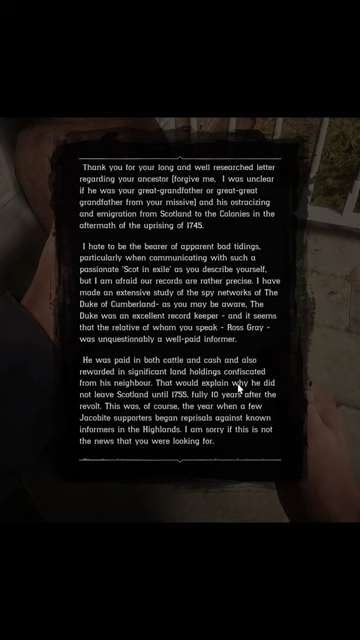 Thank you for your long and well researched letter
regarding your ancestor (forgive me, I was unclear
if he was your great-grandfather or great-great
grandfather from your missive) and his ostracizing
and emigration from Scotland to the Colonies in the
aftermath of the uprising of 1745.
I hate to be the bearer of apparent bad tidings,
particularly when communicating with such a
passionate 'Scot in exile' as you describe yourself,
but I am afraid our records are rather precise. I have
made an extensive study of the spy networks of The
Duke of Cumberland- as you may be aware, The
Duke was an excellent record keeper - and it seems
that the relative of whom you speak - Ross Gray -
was unquestionably a well-paid informer.
He was paid in both cattle and cash and also
rewarded in significant land holdings confiscated
from his neighbour. That would explain why he did
not leave Scotland until 1755, fully 10 years after the
revolt. This was, of course, the year when a few
Jacobite supporters began reprisals against known
informers in the Highlands. I am sorry if this is not
the news that you were looking for.